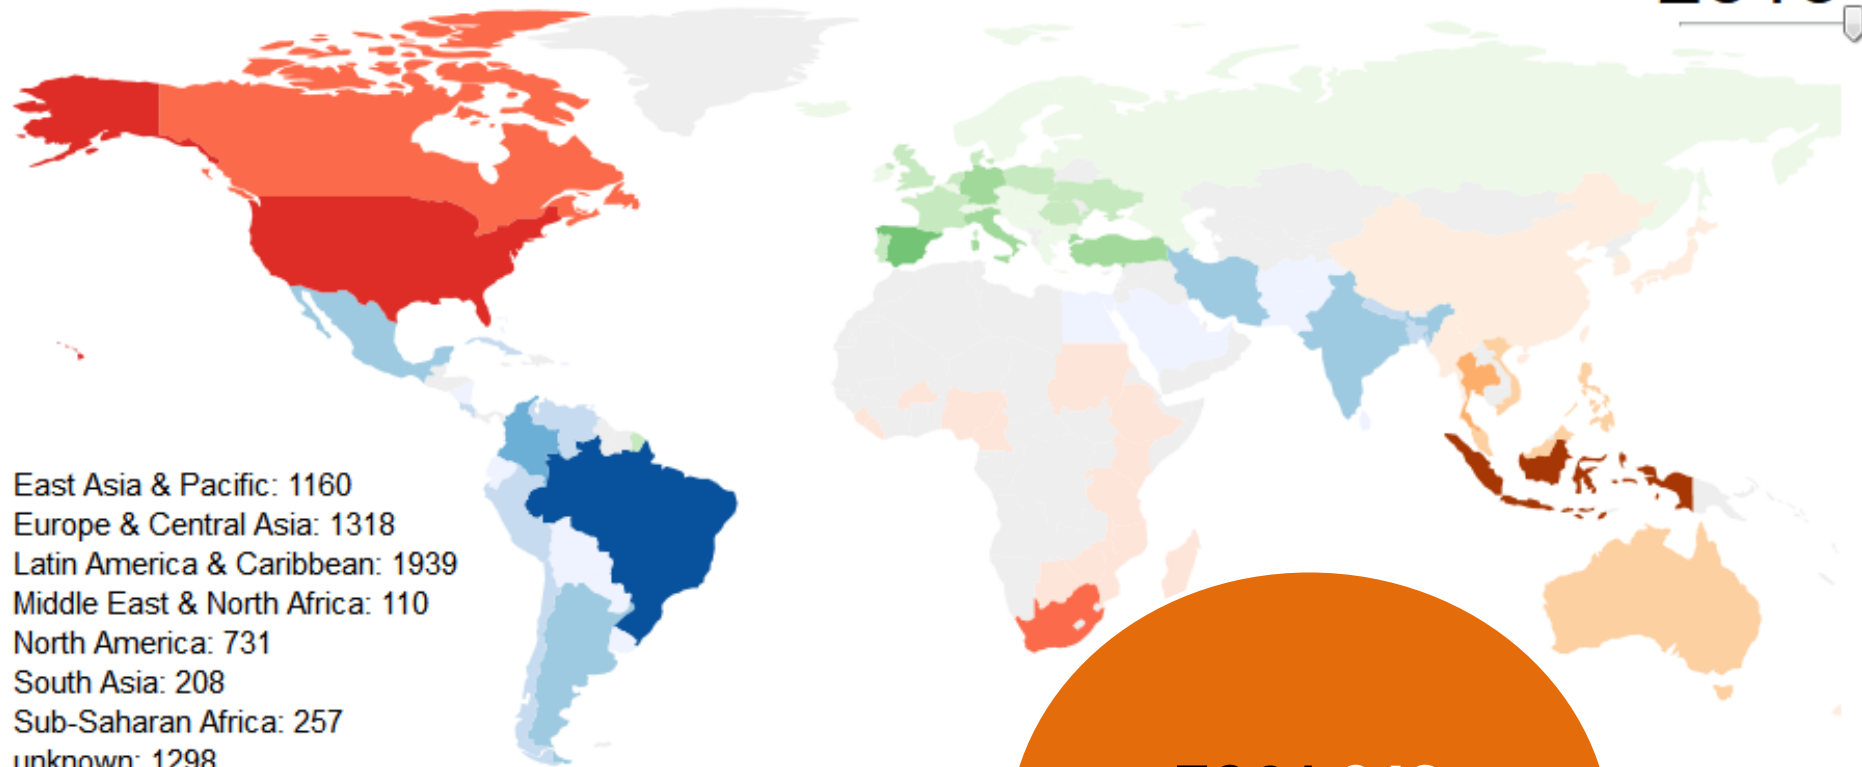 East Asia & Pacific: 1160
Europe & Central Asia: 1318
Latin America & Caribbean: 1939
Middle East & North Africa: 110
North America: 731
South Asia: 208
Sub-Saharan Africa: 257
unknown: 1298